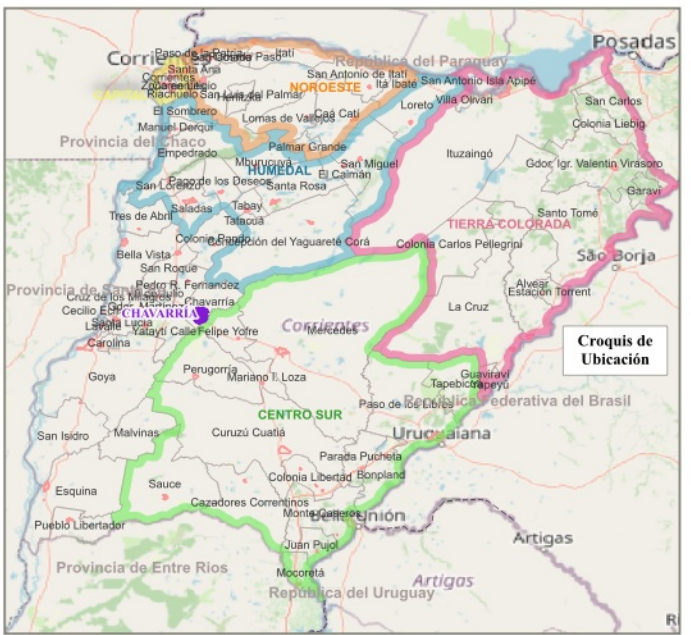 Corrientes
Posadas
Paso de la Patria
Itatí
República del Paraguay
Santa Ana
San Antonio de Itatí
San Antonio Isla Apipé
Corrientes
Itá Ibaté
NOROESTE
Riachuelo
San Luis del Palmar
Herlitzka
Loreto
Villa Olivari
San Carlos
El Sombrero
Caá Catí
Lomas de Vallejos
Colonia Liebig
Manuel Derqui
Provincia del Chaco
Palmar Grande
Empedrado
Ituzaingó
Mburucuyá
San Miguel
Gdor. Igr. Valentín Virasoro
HUMEDAL
El Caimán
Paso de los Deseos
San Lorenzo
Santa Rosa
Garaví
Tabay
Saladas
Tres de Abril
Santo Tomé
Tatacuá
TIERRA COLORADA
Colonia Pando
Concepción del Yaguareté Corá
Colonia Carlos Pellegrini
Bella Vista
São Borja
San Roque
Pedro R. Fernandez
Alvear
Provincia de Santa
Estación Torrent
Cruz de los Milagros
Chavarría
La Cruz
Cecilio
CHAVARRÍA
Santa Lucía
Lavalle
Corrientes
Yatayti Calle
Felipe Yofre
Mercedes
Croquis de
Ubicación
Carolina
Perugorría
Guaviraví
Goya
Mariano I. Loza
Tapebicuá
Yapeyú
Paso de los Libres
República Federativa del Brasil
CENTRO SUR
Malvinas
Curuzú Cuatiá
Uruguaiana
San Isidro
Parada Pucheta
Colonia Libertad
Bonpland
Sauce
Esquina
Cazadores Correntinos
Monte Caseros
Bella Unión
Pueblo Libertador
Artigas
Juan Pujol
Provincia de Entre Rios
Mocoretá
Artigas
República del Uruguay
R